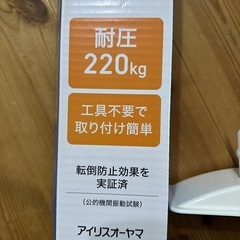 耐圧
220kg
工具不要で
取り付け簡単
転倒防止効果を
実証済
(公的機関振動試験)
アイリスオーヤマ